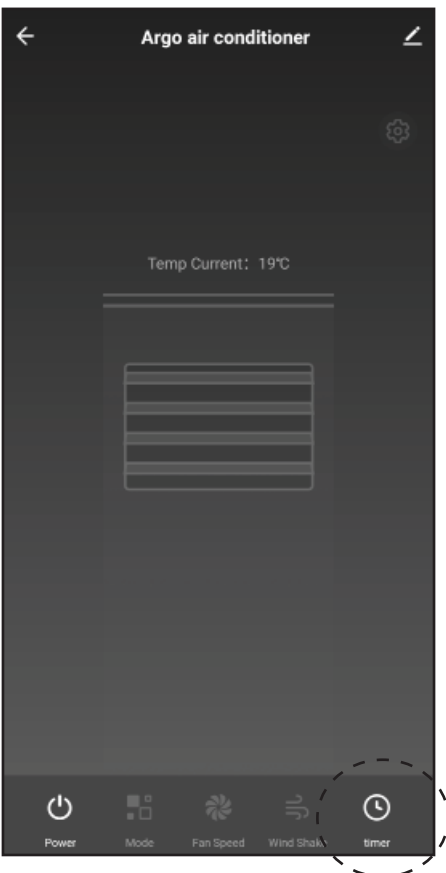 Argo air conditioner
Temp Current: 19℃
Power Mode Fan Speed Wind Shake timer